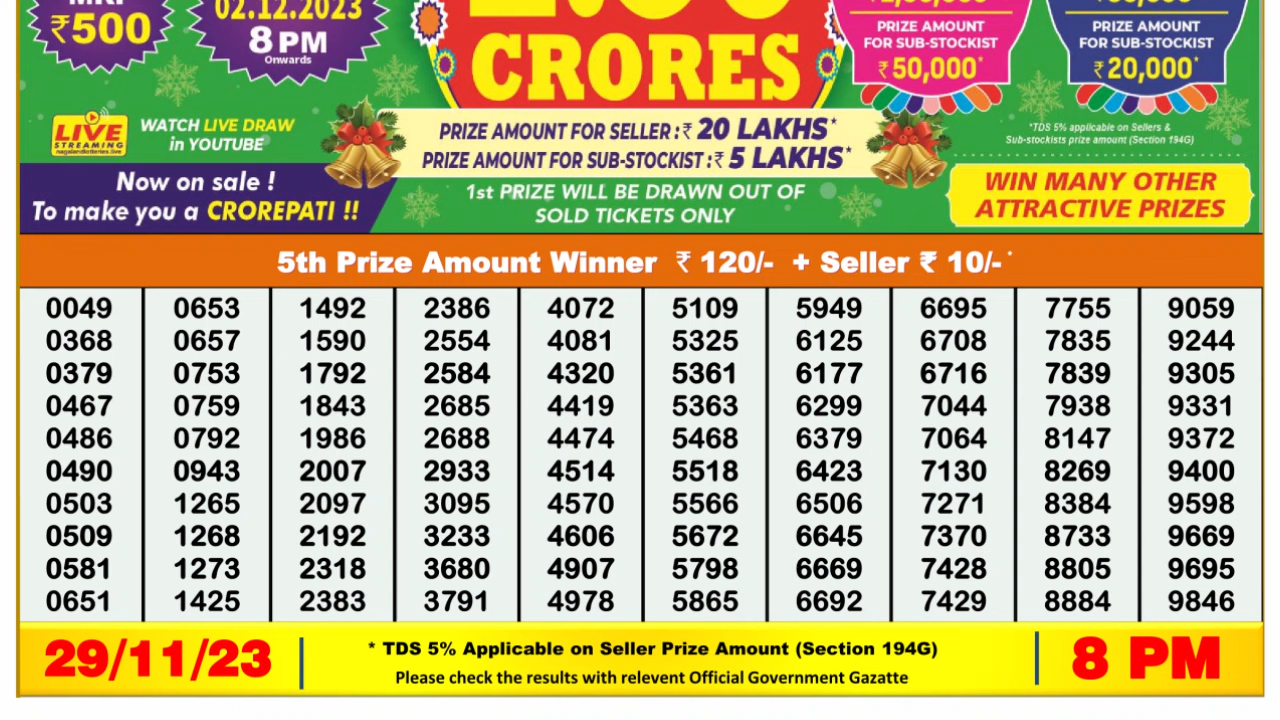 ₹500
02.12.2023
8 PM
Onwards
CRORES
PRIZE AMOUNT
FOR SUB-STOCKIST
₹50,000*
PRIZE AMOUNT
FOR SUB-STOCKIST
₹20,000*
LIVE
STREAMING
nagalandlotteries.live
WATCH LIVE DRAW
in YOUTUBE
PRIZE AMOUNT FOR SELLER :₹ 20 LAKHS*
PRIZE AMOUNT FOR SUB-STOCKIST :₹ 5 LAKHS*
*TDS 5% applicable on Sellers &
Sub-stockists prize amount (Section 194G)
Now on sale !
To make you a CROREPATI !!
1st PRIZE WILL BE DRAWN OUT OF
SOLD TICKETS ONLY
WIN MANY OTHER
ATTRACTIVE PRIZES
5th Prize Amount Winner ₹ 120/- + Seller ₹ 10/-*
0049 0653 1492 2386 4072 5109 5949 6695 7755 9059
0368 0657 1590 2554 4081 5325 6125 6708 7835 9244
0379 0753 1792 2584 4320 5361 6177 6716 7839 9305
0467 0759 1843 2685 4419 5363 6299 7044 7938 9331
0486 0792 1986 2688 4474 5468 6379 7064 8147 9372
0490 0943 2007 2933 4514 5518 6423 7130 8269 9400
0503 1265 2097 3095 4570 5566 6506 7271 8384 9598
0509 1268 2192 3233 4606 5672 6645 7370 8733 9669
0581 1273 2318 3680 4907 5798 6669 7428 8805 9695
0651 1425 2383 3791 4978 5865 6692 7429 8884 9846
29/11/23
* TDS 5% Applicable on Seller Prize Amount (Section 194G)
Please check the results with relevent Official Government Gazatte
8 PM